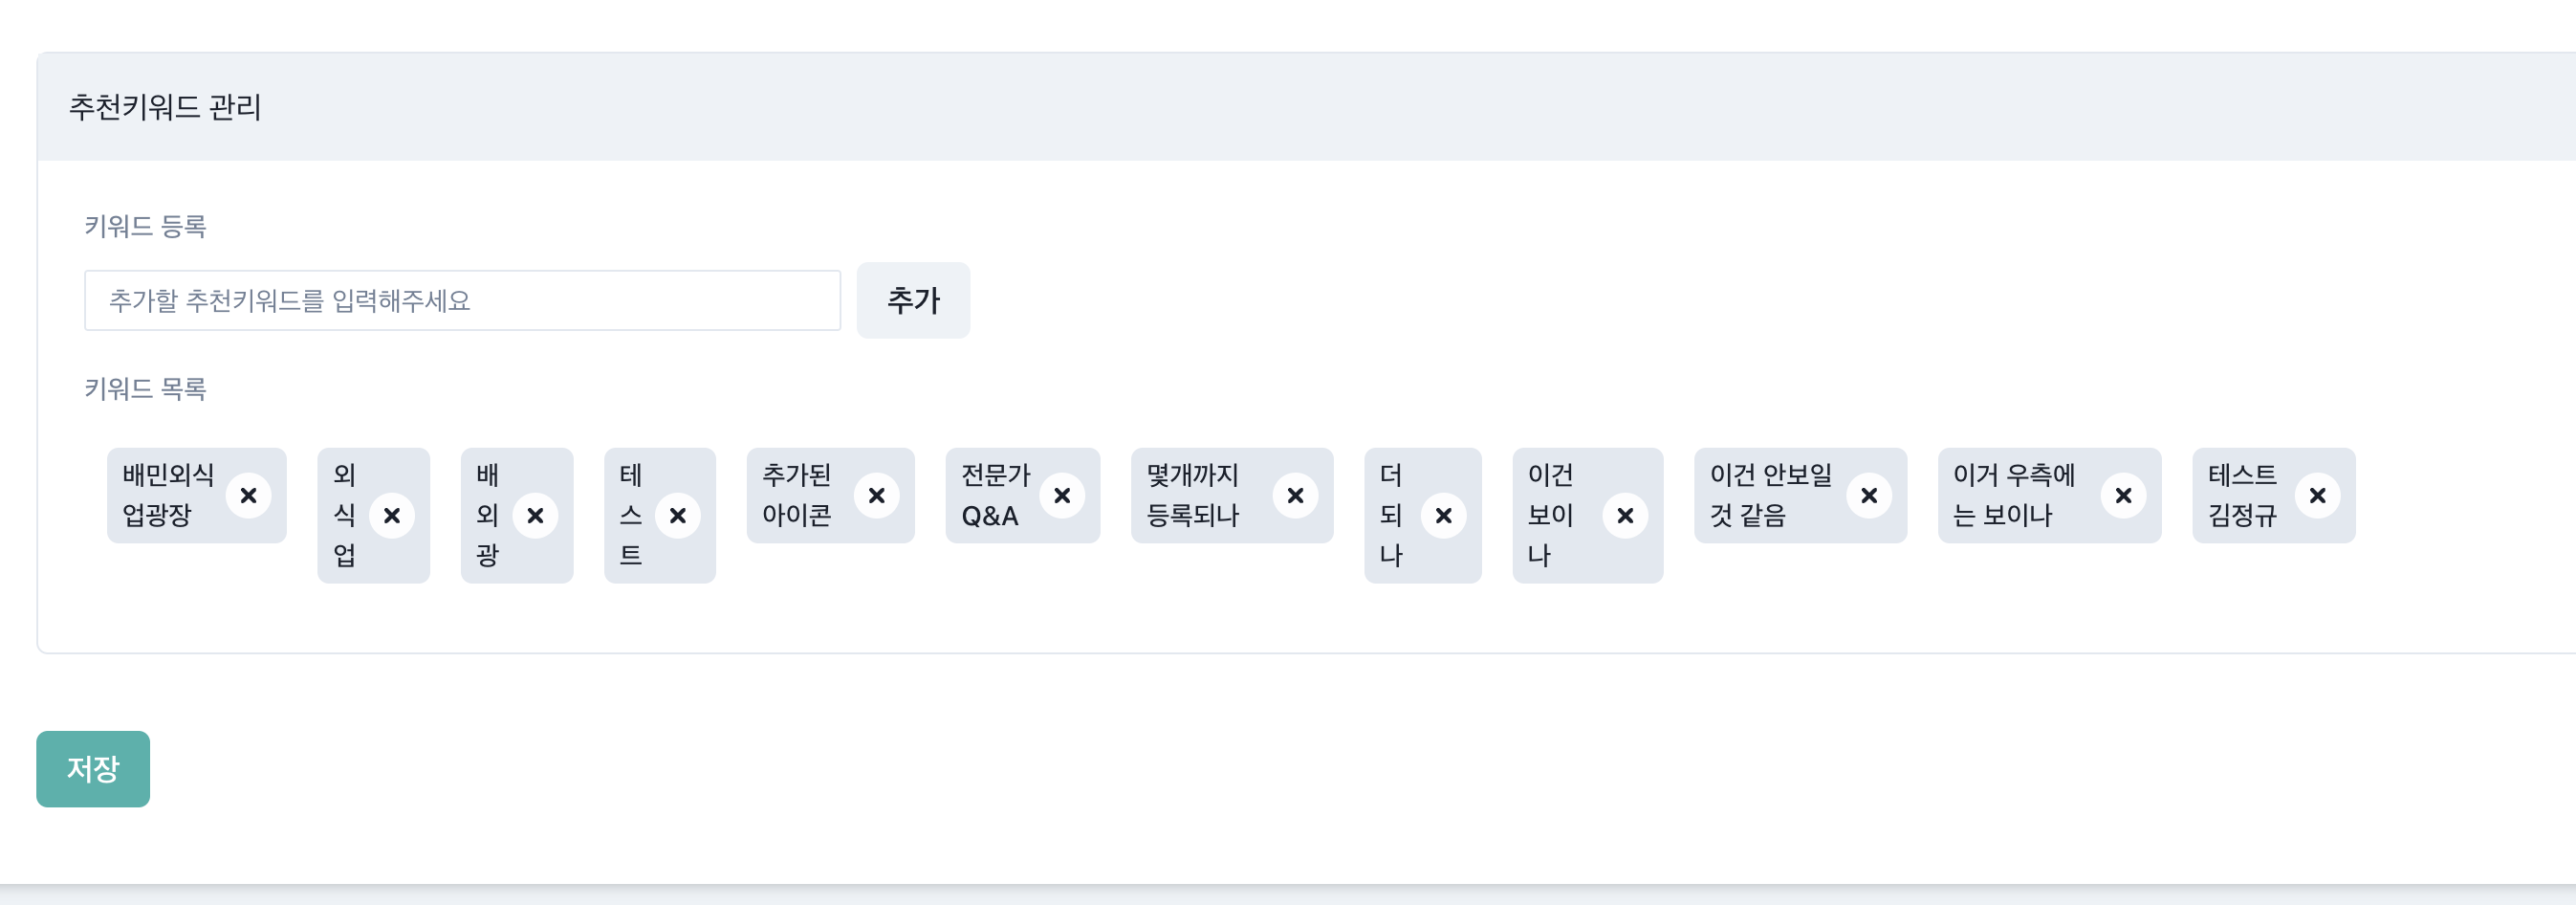 추천키워드 관리
키워드 등록
추가할 추천키워드를 입력해주세요
추가
키워드 목록
배민외식
업광장
외
식
업
배
외
광
테
스
트
추가된
아이콘
전문가
Q&A
몇개까지
등록되나
더
되
나
이건
보이
나
이건 안보일
것 같음
이거 우측에
는 보이나
테스트
김정규
저장